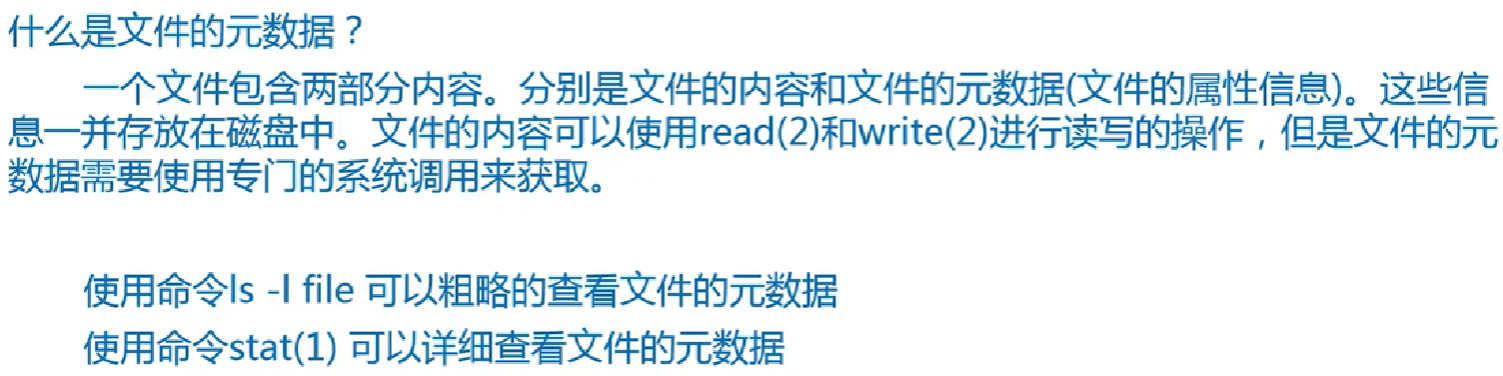 什么是文件的元数据？
一个文件包含两部分内容。分别是文件的内容和文件的元数据(文件的属性信息)。这些信
息一并存放在磁盘中。文件的内容可以使用read(2)和write(2)进行读写的操作，但是文件的元
数据需要使用专门的系统调用来获取。
使用命令ls -l file 可以粗略的查看文件的元数据
使用命令stat(1) 可以详细查看文件的元数据